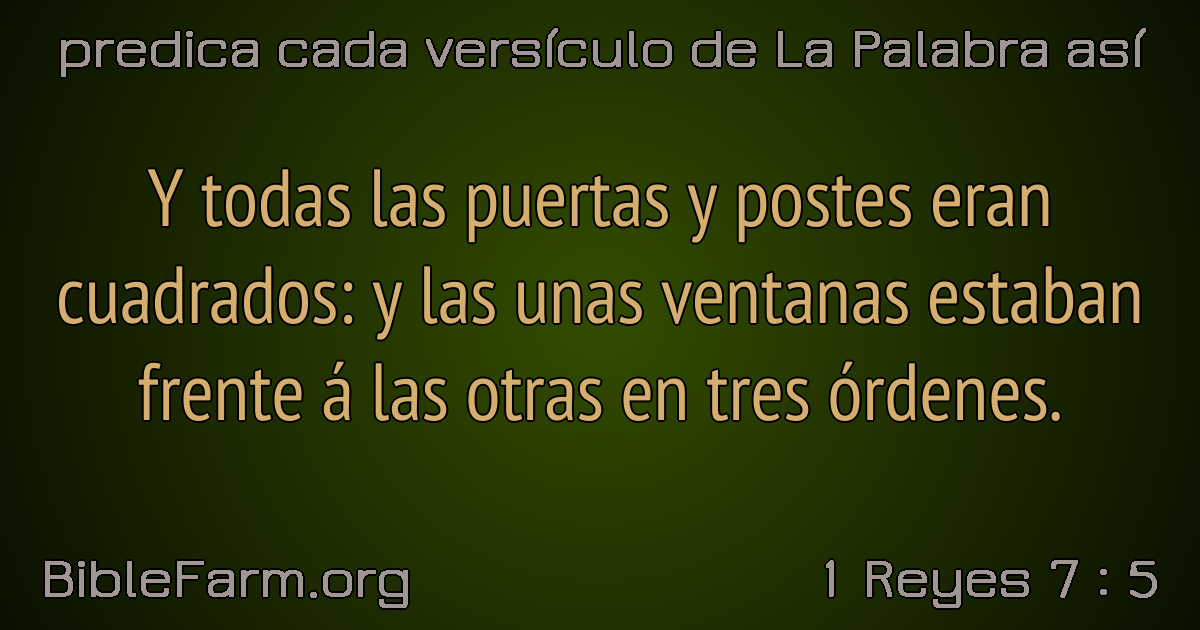 predica cada versículo de La Palabra así
Y todas las puertas y postes eran
cuadrados: y las unas ventanas estaban
frente á las otras en tres órdenes.
BibleFarm.org
1 Reyes 7 : 5